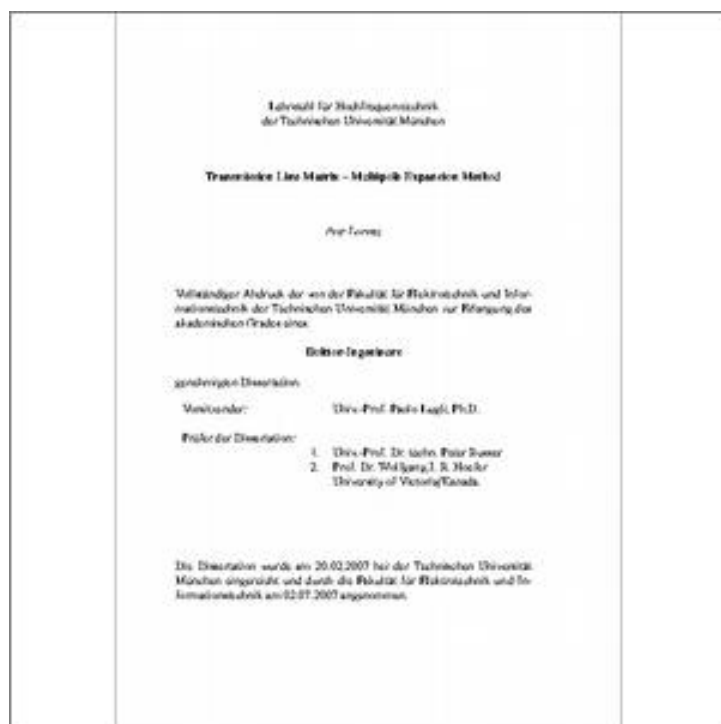 Lehrstuhl für Hochfrequenztechnik
der Technischen Universität München
Transmission Line Matrix – Multipole Expansion Method
Vollständiger Abdruck der von der Fakultät für Elektrotechnik und Infor-
mationstechnik der Technischen Universität München zur Erlangung des
akademischen Grades eines
Doktor-Ingenieurs
genehmigten Dissertation.
Vorsitzender: Univ.-Prof. Paolo Lugli, Ph.D.
Prüfer der Dissertation:
1. Univ.-Prof. Dr. techn. Peter Russer
2. Prof. Dr. Wolfgang J. R. Hoefer
University of Victoria/Kanada
Die Dissertation wurde am 20.02.2007 bei der Technischen Universität
München eingereicht und durch die Fakultät für Elektrotechnik und In-
formationstechnik am 02.07.2007 angenommen.